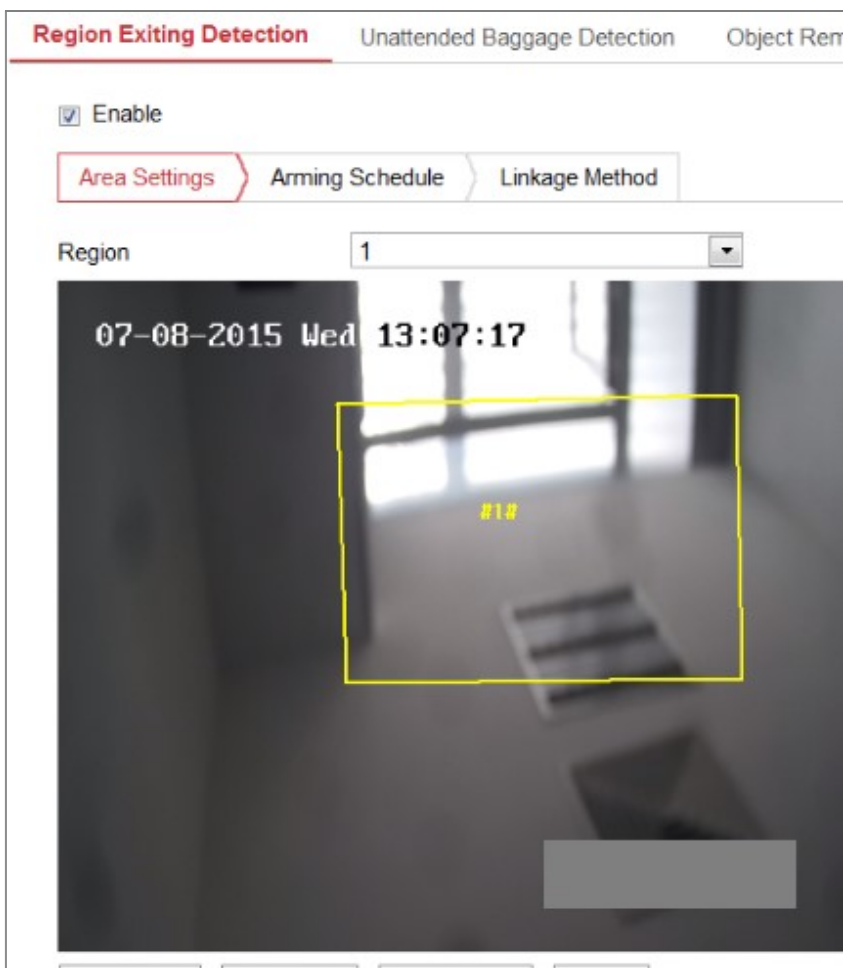 Region Exiting Detection Unattended Baggage Detection Object Rem
Enable
Area Settings Arming Schedule Linkage Method
Region 1
07-08-2015 Wed 13:07:17
#1#